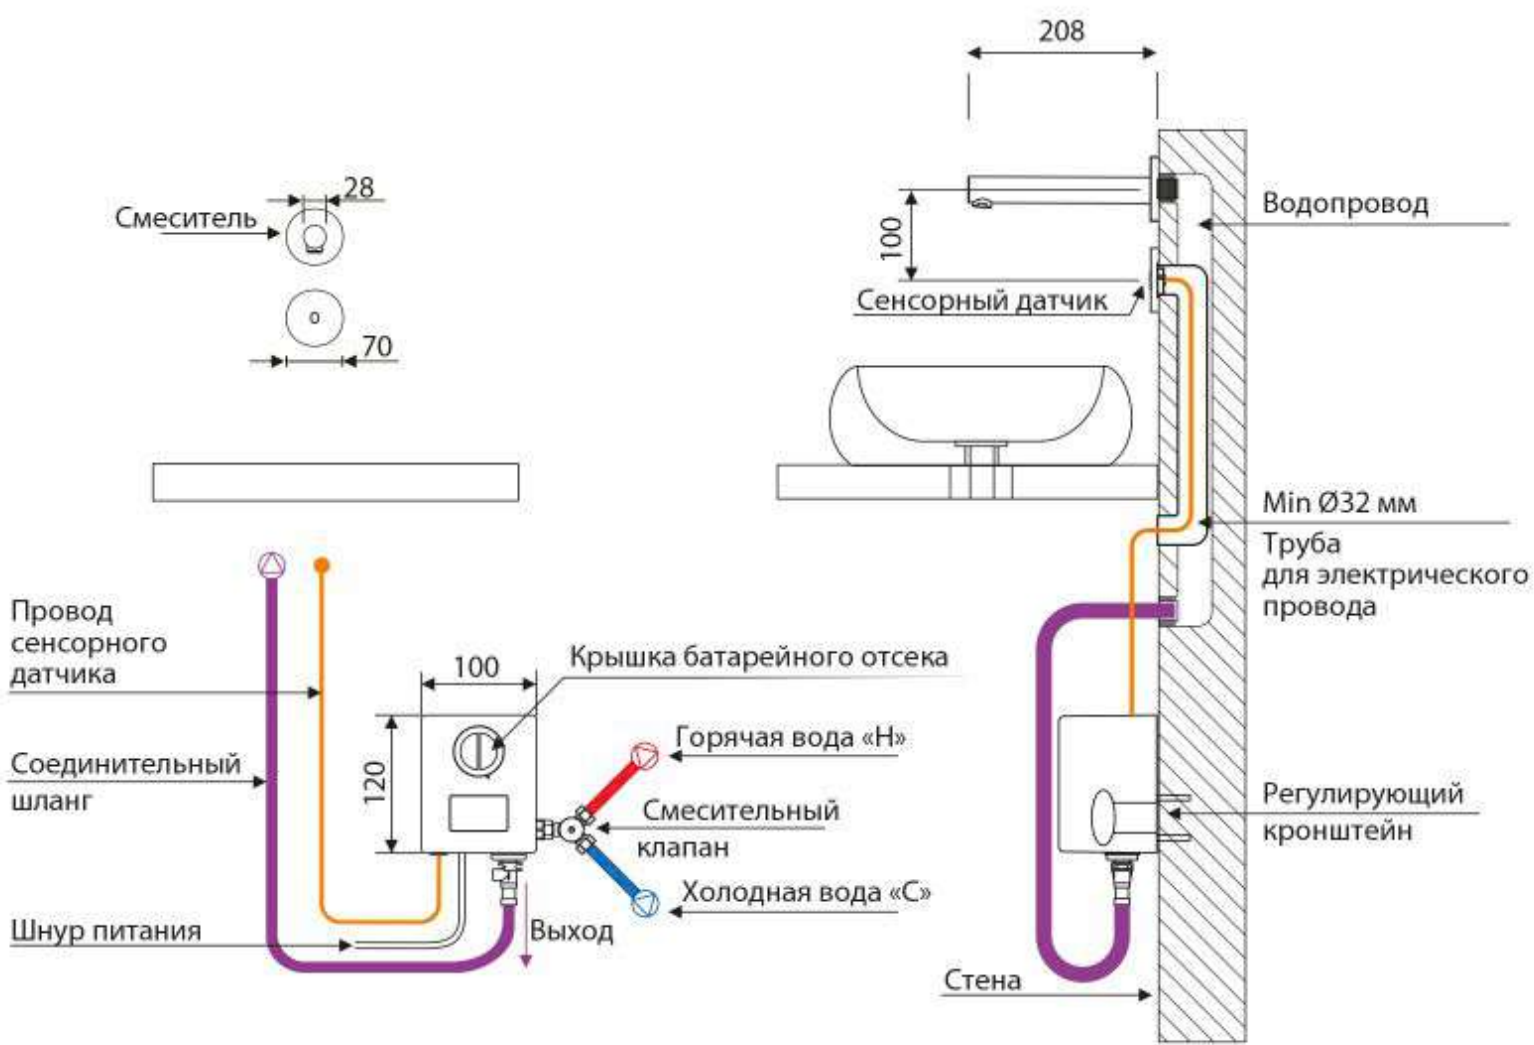 208
28
Смеситель
Водопровод
100
Сенсорный датчик
70
Min Ø32 мм
Труба
для электрического
провода
Провод
сенсорного
датчика
100
Крышка батарейного отсека
Горячая вода «H»
Соединительный
шланг
120
Смесительный
клапан
Регулирующий
кронштейн
Холодная вода «C»
Шнур питания
Выход
Стена